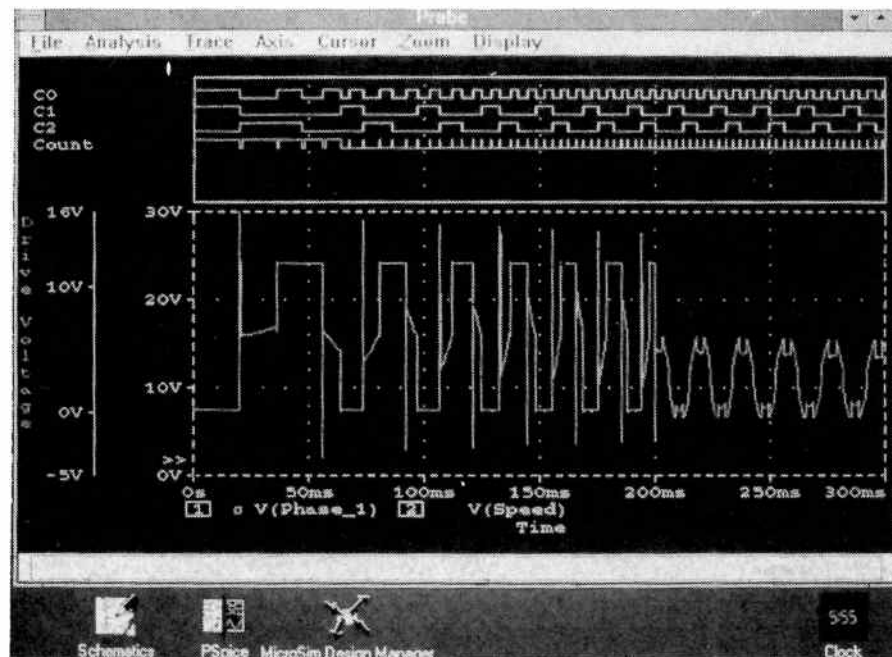 Probe
File Analysis Trace Axis Cursor Zoom Display
C0
C1
C2
Count
16V 30V
10V 20V
10V
0V
>>
-5V 0V
Drive Voltage
0s 50ms 100ms 150ms 200ms 250ms 300ms
1 V(Phase_1) 2 V(Speed)
Time
Schematics PSpice MicroSim Design Manager Clock
5:55